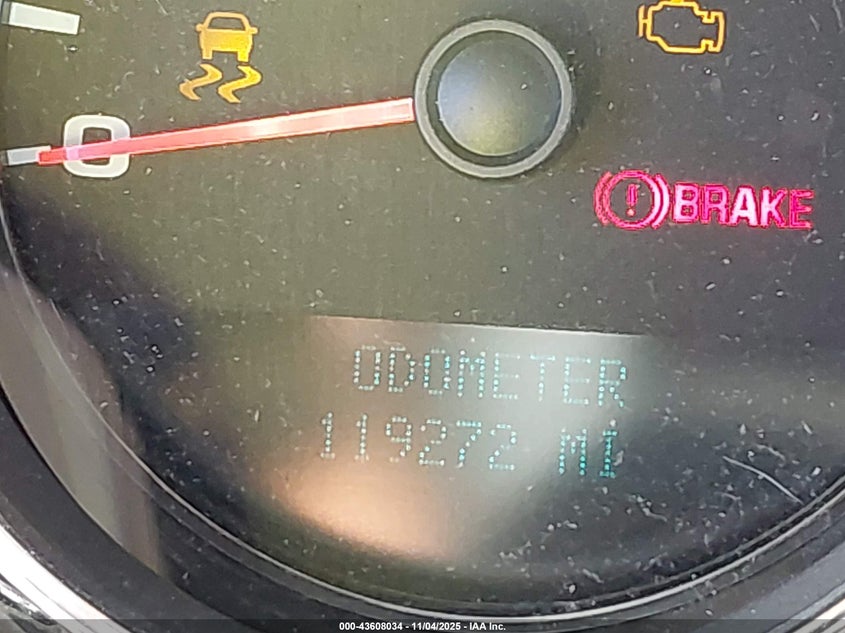 0
BRAKE
ODOMETER
119272 MI
000-43608034 - 11/04/2025 - IAA Inc.